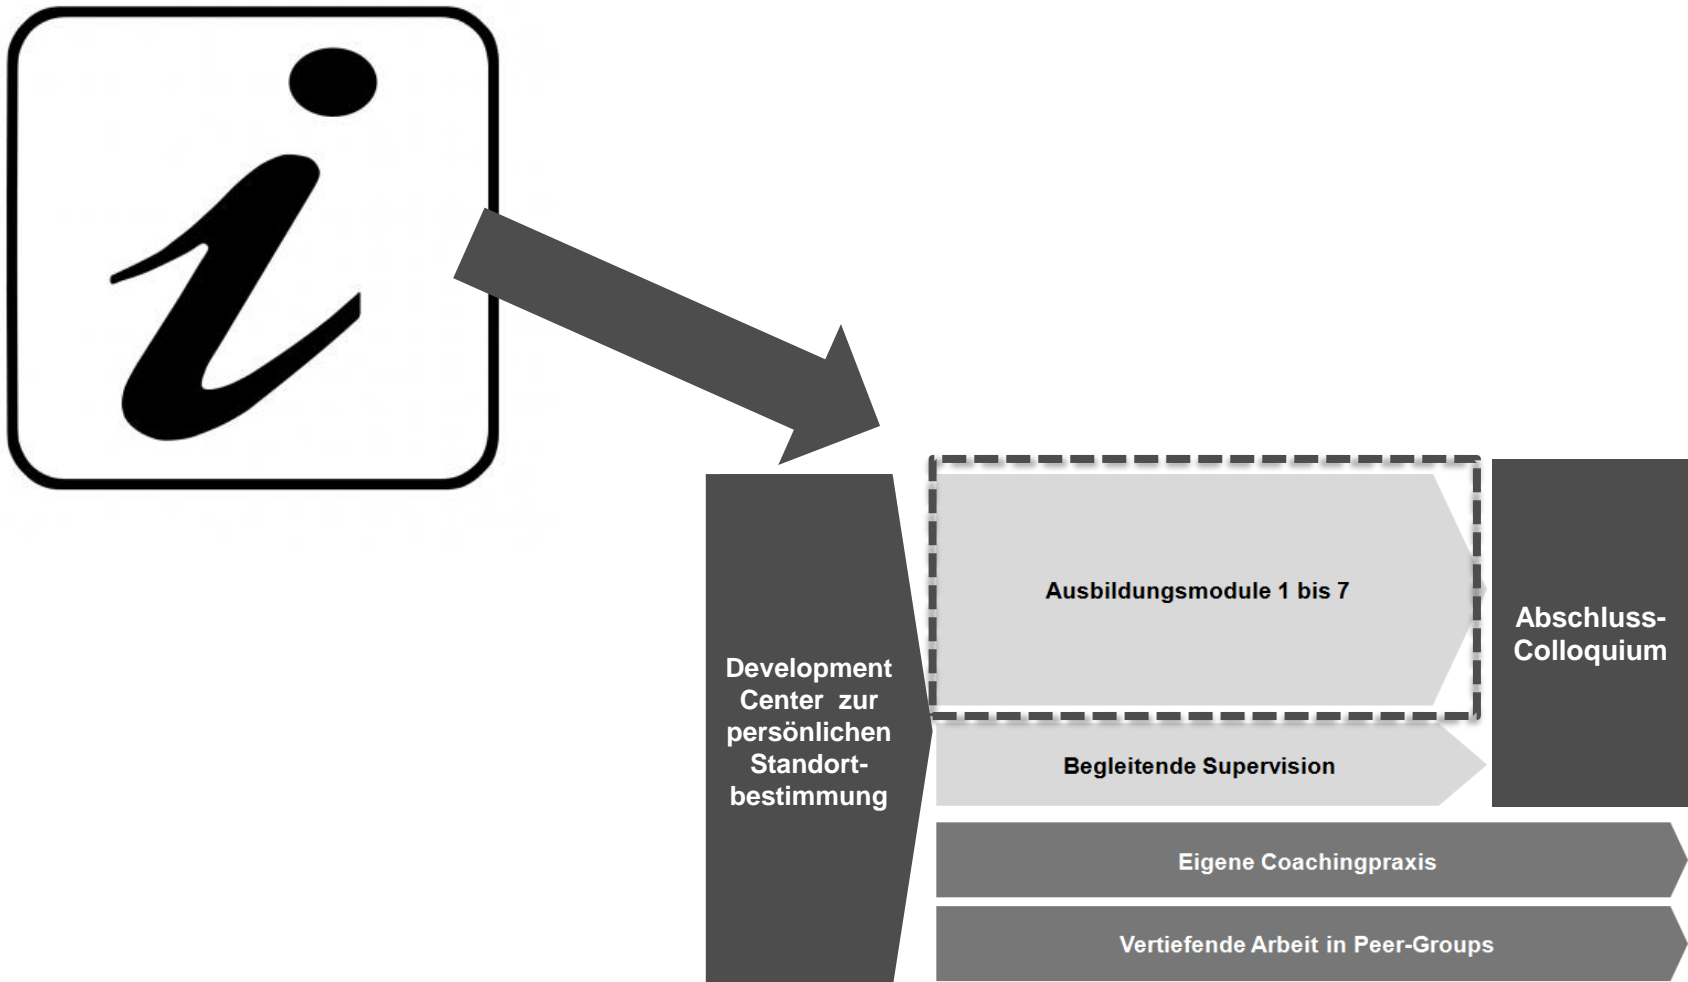 i
Development
Center zur
persönlichen
Standort-
bestimmung
Ausbildungsmodule 1 bis 7
Begleitende Supervision
Eigene Coachingpraxis
Vertiefende Arbeit in Peer-Groups
Abschluss-
Colloquium